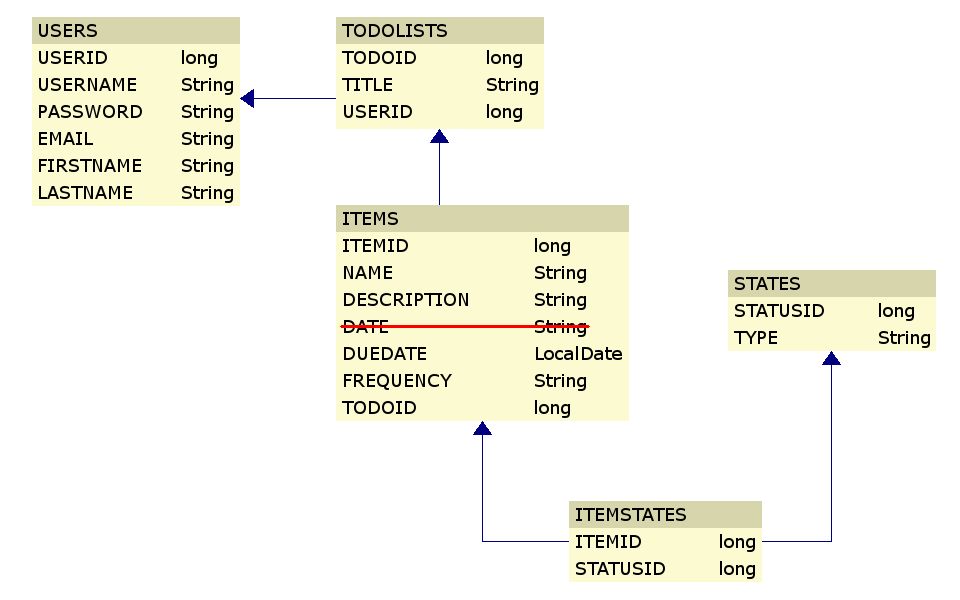 USERS
USERID long
USERNAME String
PASSWORD String
EMAIL String
FIRSTNAME String
LASTNAME String
TODOLISTS
TODOID long
TITLE String
USERID long
ITEMS
ITEMID long
NAME String
DESCRIPTION String
DATE String
DUEDATE LocalDate
FREQUENCY String
TODOID long
STATES
STATUSID long
TYPE String
ITEMSTATES
ITEMID long
STATUSID long